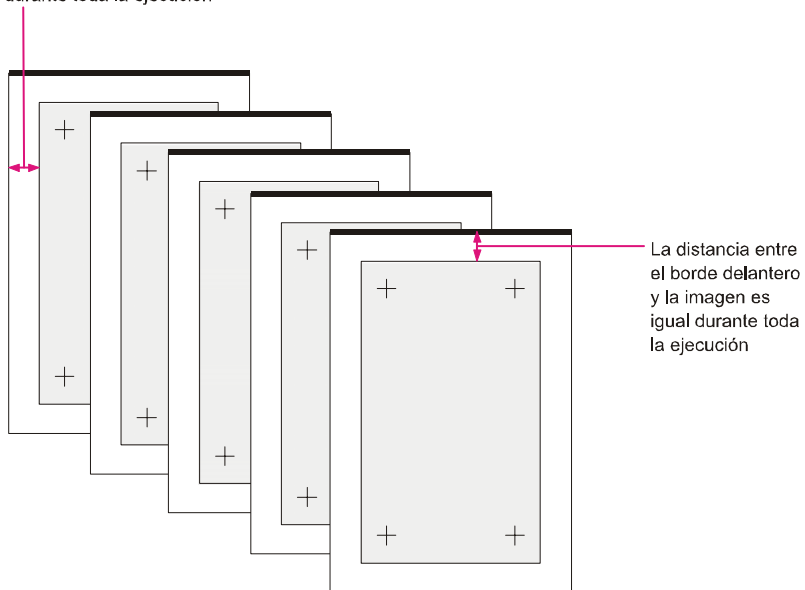 durante toda la ejecución
La distancia entre
el borde delantero
y la imagen es
igual durante toda
la ejecución